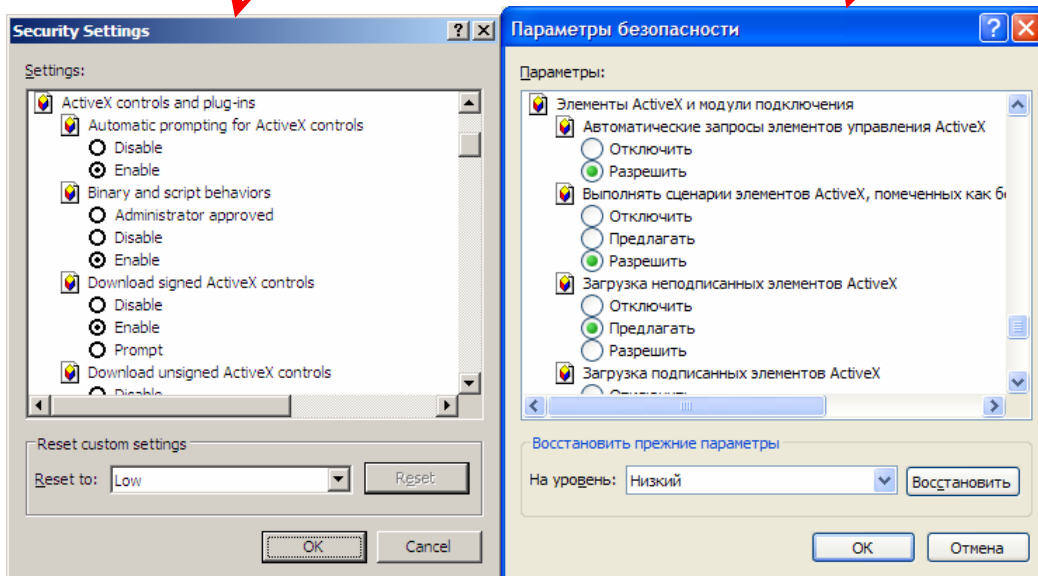 Security Settings
Settings:
ActiveX controls and plug-ins
Automatic prompting for ActiveX controls
Disable
Enable
Binary and script behaviors
Administrator approved
Disable
Enable
Download signed ActiveX controls
Disable
Enable
Prompt
Download unsigned ActiveX controls
Disable
Reset custom settings
Reset to: Low Reset
OK Cancel
Параметры безопасности
Параметры:
Элементы ActiveX и модули подключения
Автоматические запросы элементов управления ActiveX
Отключить
Разрешить
Выполнять сценарии элементов ActiveX, помеченных как
Отключить
Предлагать
Разрешить
Загрузка неподписанных элементов ActiveX
Отключить
Предлагать
Разрешить
Загрузка подписанных элементов ActiveX
Отключить
Восстановить прежние параметры
На уровень: Низкий Восстановить
ОК Отмена